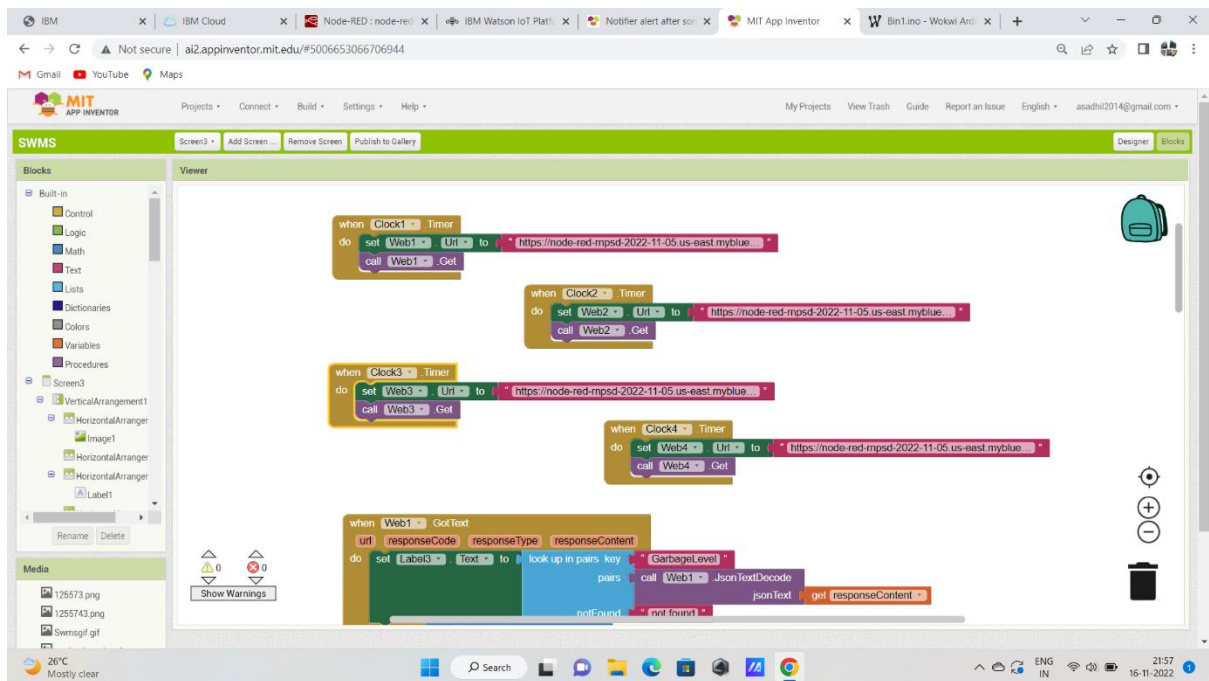 IBM
IBM Cloud
Node-RED : node-red
IBM Watson IoT Platfo
Notifier alert after som
MIT App Inventor
Bin1.ino - Wokwi Ardu
Not secure | ai2.appinventor.mit.edu/#5006653066706944
Gmail YouTube Maps
MIT
APP INVENTOR
Projects Connect Build Settings Help My Projects View Trash Guide Report an Issue English asadhil2014@gmail.com
SWMS Screen3 Add Screen ... Remove Screen Publish to Gallery Designer Blocks
Blocks Viewer
Built-in
Control
Logic
Math
Text
Lists
Dictionaries
Colors
Variables
Procedures
Screen3
VerticalArrangement1
HorizontalArranger
Image1
HorizontalArranger
HorizontalArranger
Label1
Rename Delete
Media
125573.png
1255743.png
Swmsgif.gif
when Clock1 .Timer
do set Web1 . Url to " https://node-red-mpsd-2022-11-05.us-east.myblue... "
call Web1 .Get
when Clock2 .Timer
do set Web2 . Url to " https://node-red-mpsd-2022-11-05.us-east.myblue... "
call Web2 .Get
when Clock3 .Timer
do set Web3 . Url to " https://node-red-mpsd-2022-11-05.us-east.myblue... "
call Web3 .Get
when Clock4 .Timer
do set Web4 . Url to " https://node-red-mpsd-2022-11-05.us-east.myblue... "
call Web4 .Get
when Web1 .GotText
url responseCode responseType responseContent
do set Label3 . Text to look up in pairs key " GarbageLevel "
pairs call Web1 .JsonTextDecode
jsonText get responseContent
notFound " not found "
0 0
Show Warnings
26°C
Mostly clear
Search
ENG
IN
21:57
16-11-2022
1